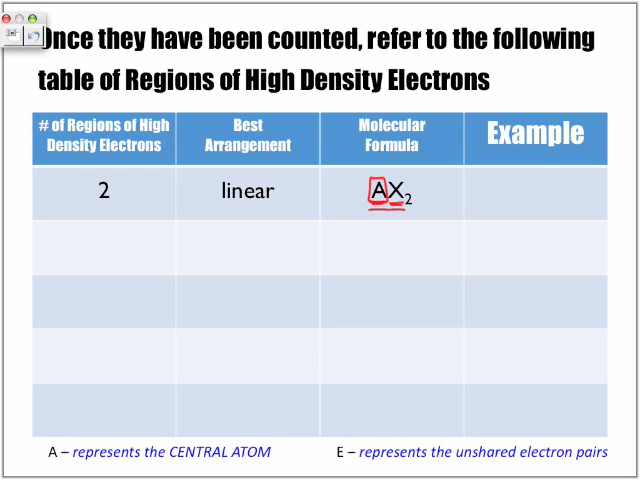 Once they have been counted, refer to the following
table of Regions of High Density Electrons
# of Regions of High
Density Electrons
Best
Arrangement
Molecular
Formula
Example
2
linear
AX₂
A – represents the CENTRAL ATOM
E – represents the unshared electron pairs